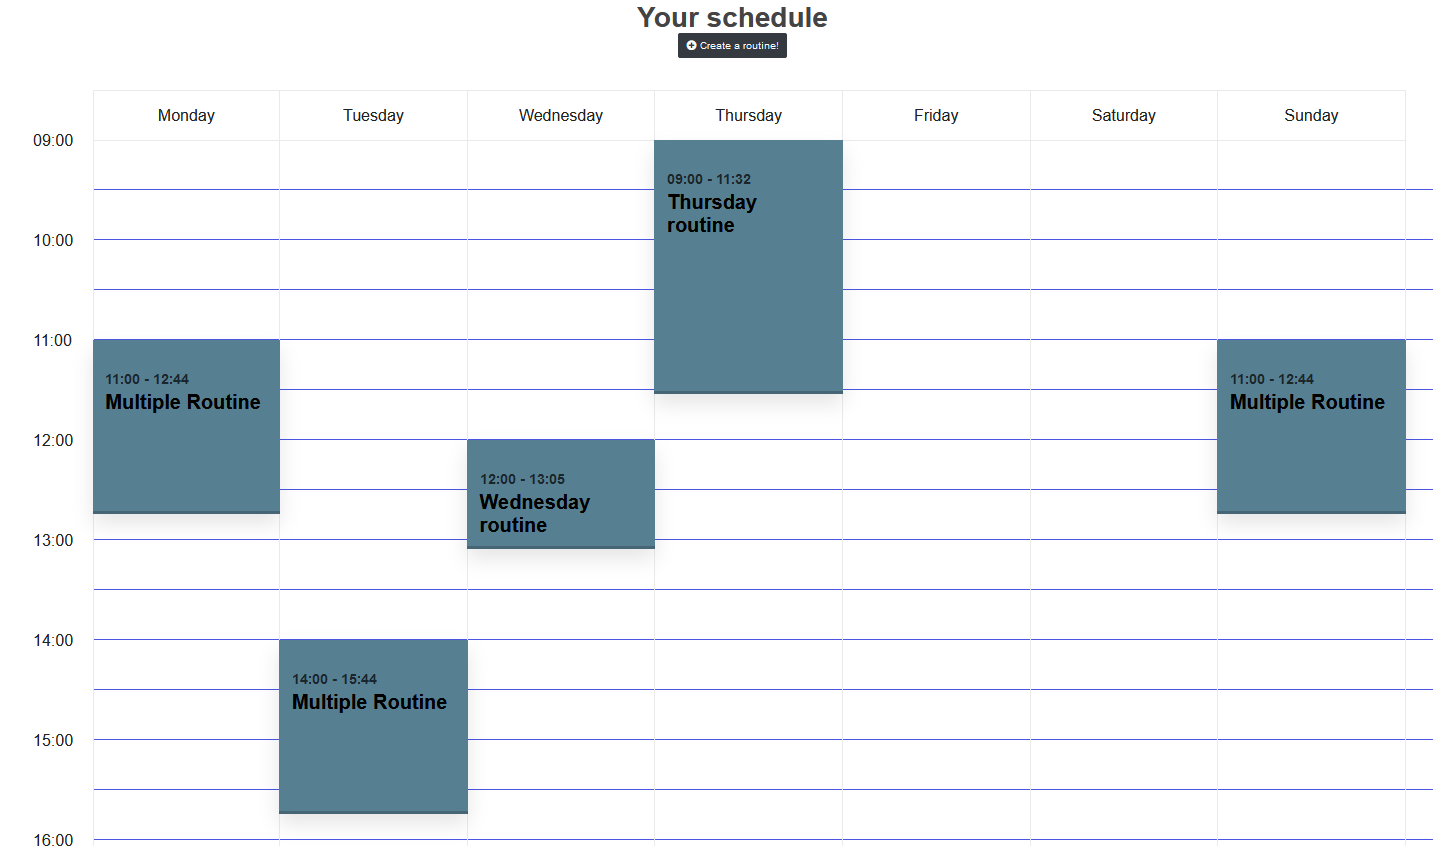 Your schedule
Create a routine!
Monday
Tuesday
Wednesday
Thursday
Friday
Saturday
Sunday
09:00
09:00 - 11:32
Thursday
routine
10:00
11:00
11:00 - 12:44
Multiple Routine
11:00 - 12:44
Multiple Routine
12:00
12:00 - 13:05
Wednesday
routine
13:00
14:00
14:00 - 15:44
Multiple Routine
15:00
16:00